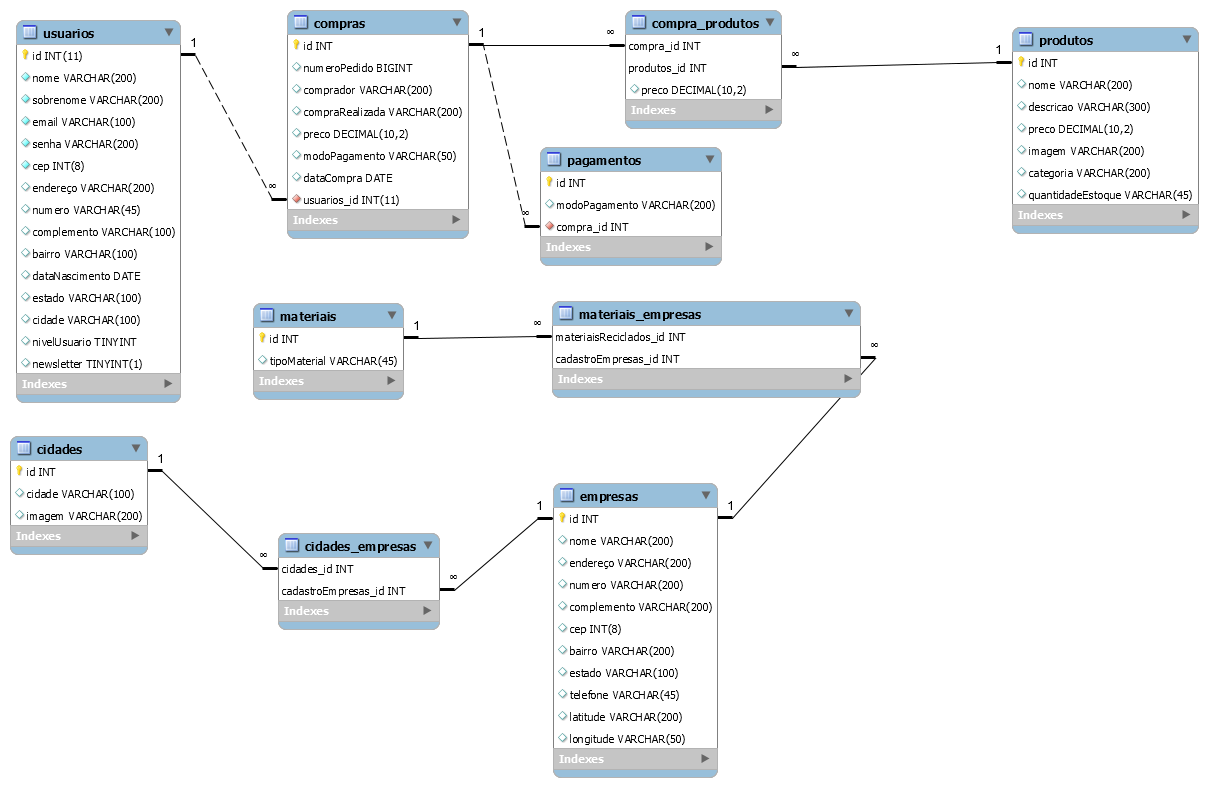 usuarios
id INT(11)
nome VARCHAR(200)
sobrenome VARCHAR(200)
email VARCHAR(100)
senha VARCHAR(200)
cep INT(8)
endereço VARCHAR(200)
numero VARCHAR(45)
complemento VARCHAR(100)
bairro VARCHAR(100)
dataNascimento DATE
estado VARCHAR(100)
cidade VARCHAR(100)
nivelUsuario TINYINT
newsletter TINYINT(1)
Indexes
1
∞
compras
id INT
numeroPedido BIGINT
comprador VARCHAR(200)
compraRealizada VARCHAR(200)
preco DECIMAL(10,2)
modoPagamento VARCHAR(50)
dataCompra DATE
usuarios_id INT(11)
Indexes
1
∞
∞
compra_produtos
compra_id INT
produtos_id INT
preco DECIMAL(10,2)
Indexes
∞
1
produtos
id INT
nome VARCHAR(200)
descricao VARCHAR(300)
preco DECIMAL(10,2)
imagem VARCHAR(200)
categoria VARCHAR(200)
quantidadeEstoque VARCHAR(45)
Indexes
pagamentos
id INT
modoPagamento VARCHAR(200)
compra_id INT
Indexes
materiais
id INT
tipoMaterial VARCHAR(45)
Indexes
1
∞
materiais_empresas
materiaisReciclados_id INT
cadastroEmpresas_id INT
Indexes
∞
cidades
id INT
cidade VARCHAR(100)
imagem VARCHAR(200)
Indexes
1
∞
cidades_empresas
cidades_id INT
cadastroEmpresas_id INT
Indexes
∞
1
empresas
id INT
nome VARCHAR(200)
endereço VARCHAR(200)
numero VARCHAR(200)
complemento VARCHAR(200)
cep INT(8)
bairro VARCHAR(200)
estado VARCHAR(100)
telefone VARCHAR(45)
latitude VARCHAR(200)
longitude VARCHAR(50)
Indexes
1